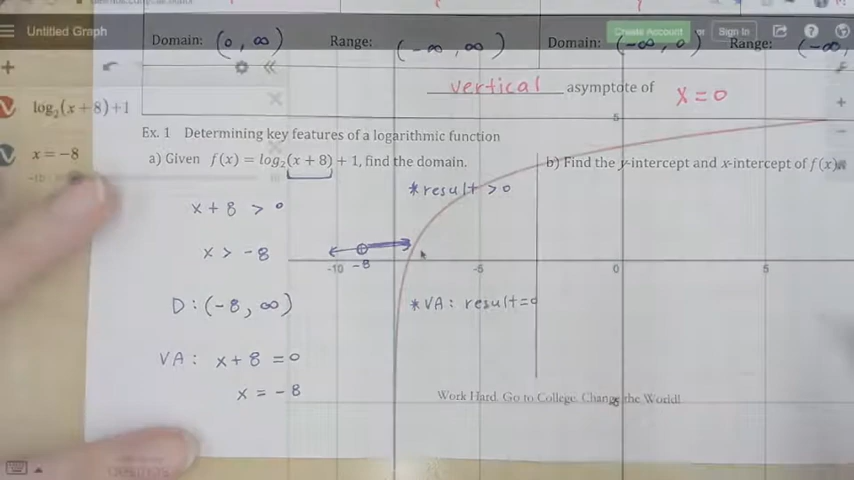 Untitled Graph
Create Account or Sign In
Domain: (0, ∞) Range: (-∞, ∞) Domain: (-∞, 0) Range: (-∞,
vertical asymptote of x = 0
log₂(x + 8) + 1
x = -8
-10
Ex. 1 Determining key features of a logarithmic function
a) Given f(x) = log₂(x + 8) + 1, find the domain.
b) Find the y-intercept and x-intercept of f(x)
*result > 0
x + 8 > 0
x > -8
-8
D: (-8, ∞)
*VA: result = 0
VA: x + 8 = 0
x = -8
Work Hard. Go to College. Change the World!
5
-10 -5 0 5